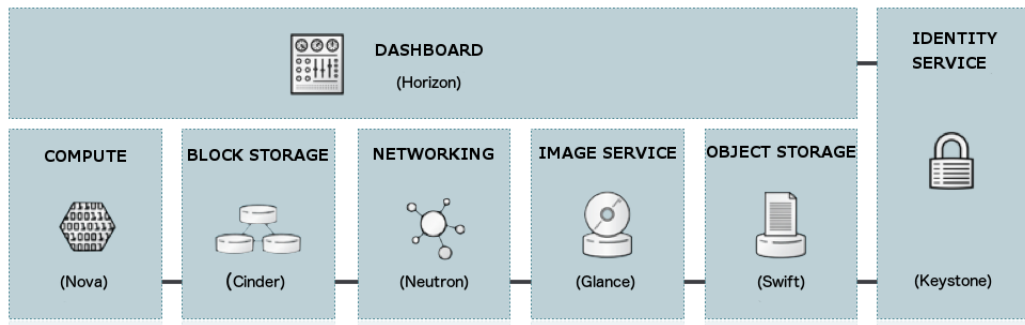 DASHBOARD
(Horizon)
IDENTITY
SERVICE
COMPUTE
BLOCK STORAGE
NETWORKING
IMAGE SERVICE
OBJECT STORAGE
(Nova)
(Cinder)
(Neutron)
(Glance)
(Swift)
(Keystone)